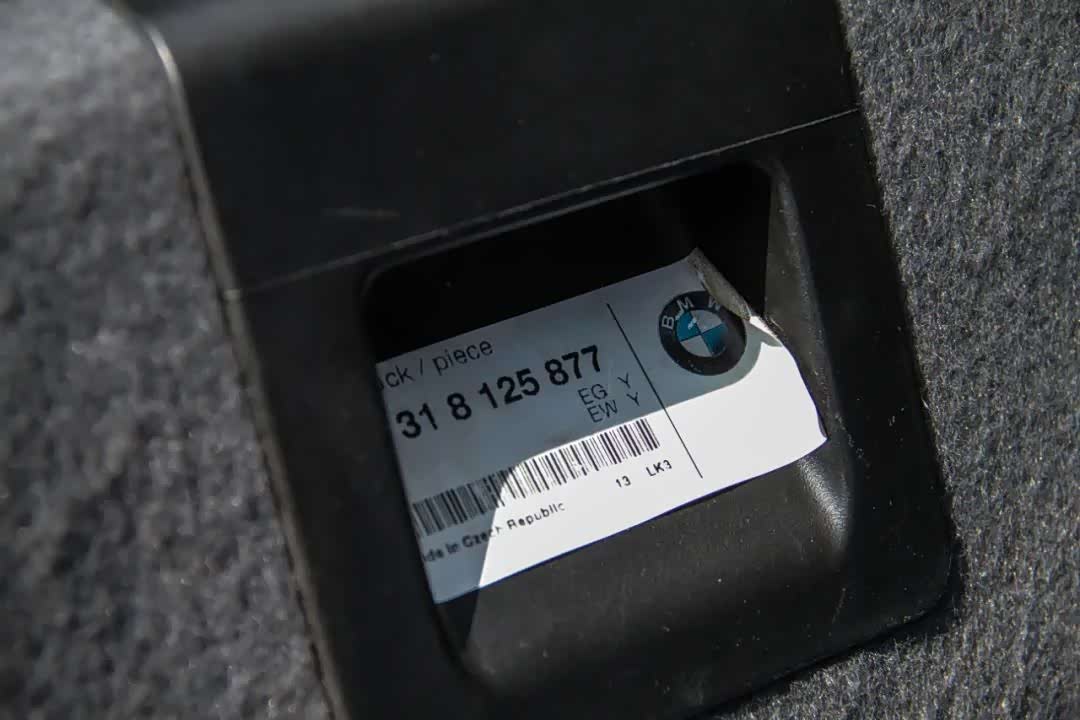 ck / piece
31 8 125 877
EG Y
EW Y
13 LK3
de in Czech Republic
BMW